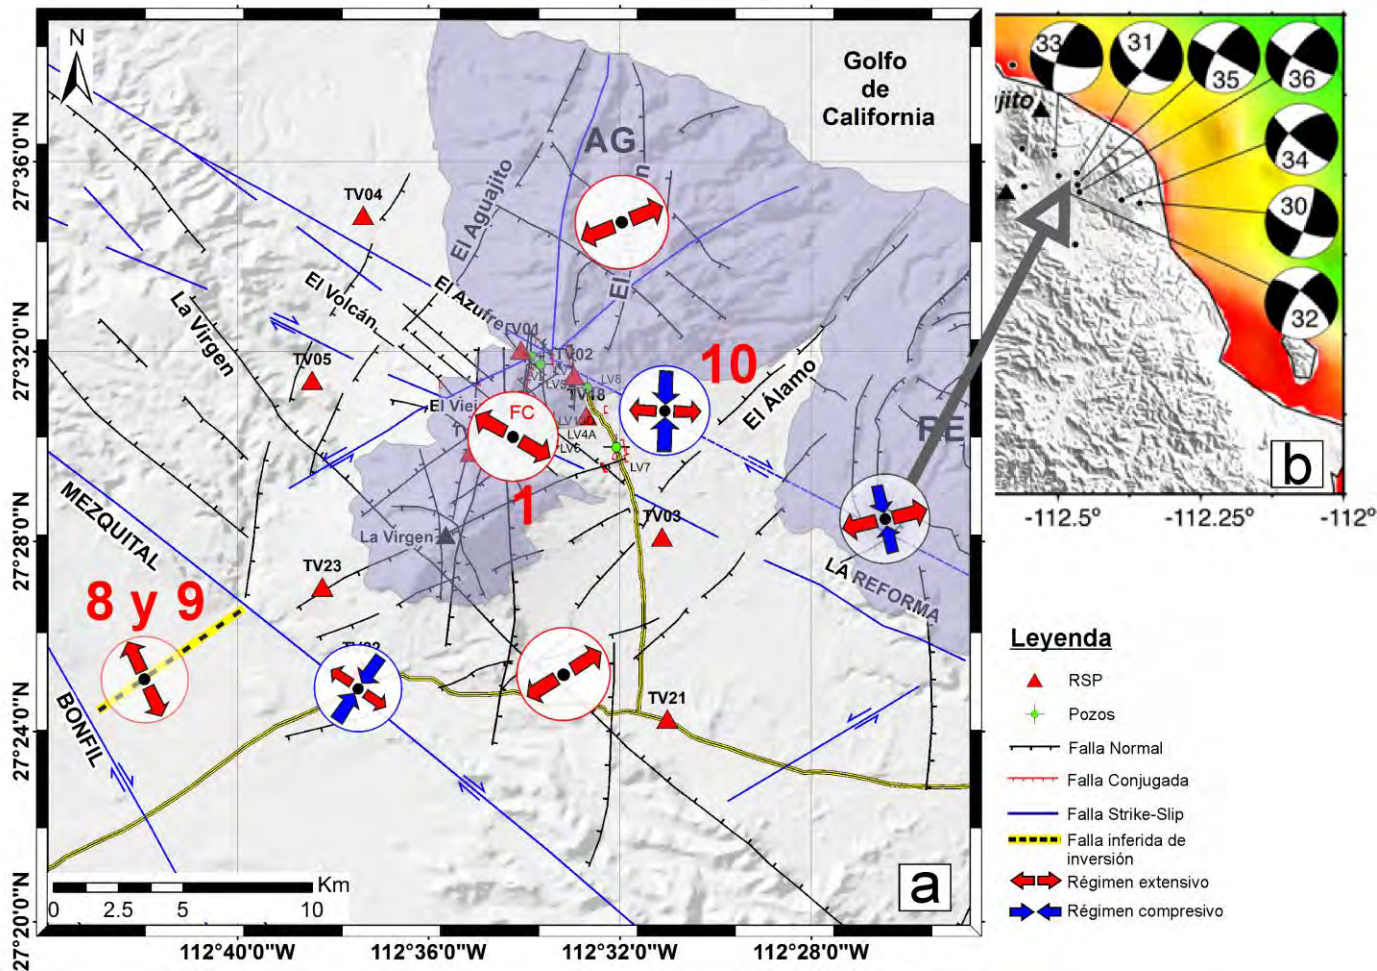 N
Golfo
de
California
27°36'0"N
27°32'0"N
27°28'0"N
27°24'0"N
27°20'0"N
AG
TV04
El Aguajito
El
El Volcán
El Azufre
La Virgen
TV05
TV02
LV8
LV5
TV18
10
El Viej
FC
LV4A
LV6
LV7
El Álamo
RE
1
MEZQUITAL
La Virgen
TV03
TV23
LA REFORMA
8 y 9
BONFIL
TV21
Km
0
2.5
5
10
a
112°40'0"W
112°36'0"W
112°32'0"W
112°28'0"W
33
31
35
36
34
30
32
jito
b
-112.5°
-112.25°
-112°
Leyenda
RSP
Pozos
Falla Normal
Falla Conjugada
Falla Strike-Slip
Falla inferida de
inversión
Régimen extensivo
Régimen compresivo